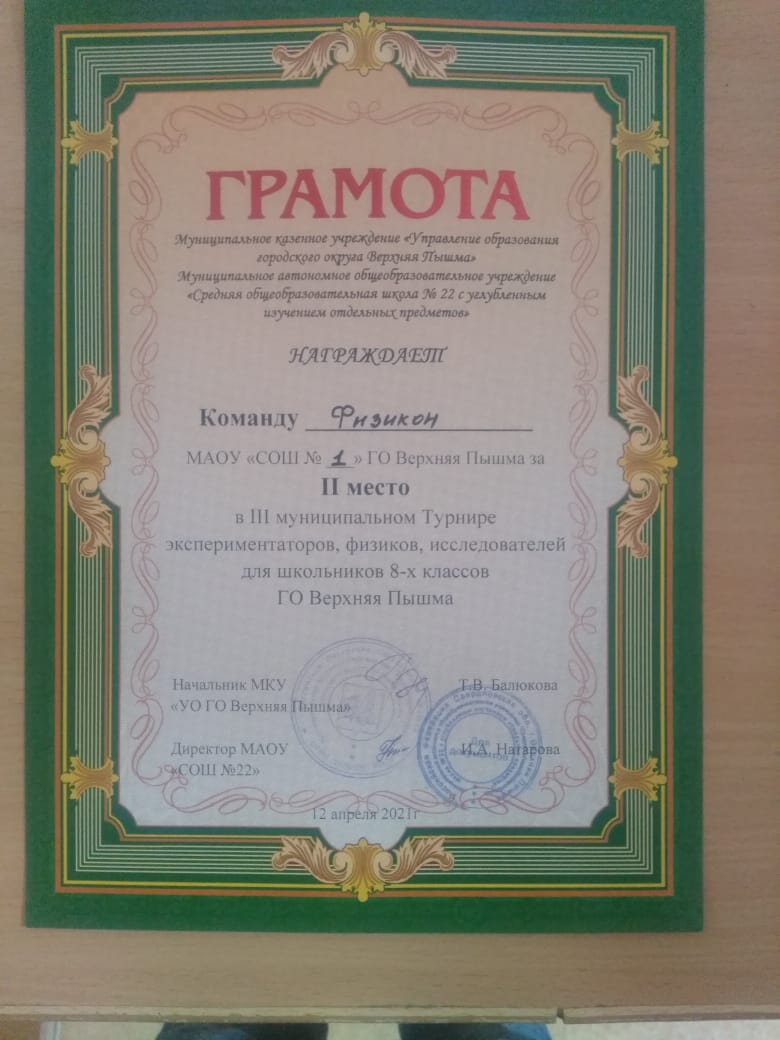 ГРАМОТА
Муниципальное казенное учреждение «Управление образования
городского округа Верхняя Пышма»
Муниципальное автономное общеобразовательное учреждение
«Средняя общеобразовательная школа № 22 с углубленным
изучением отдельных предметов»
НАГРАЖДАЕТ
Команду Физикон
МАОУ «СОШ № 1 » ГО Верхняя Пышма за
II место
в III муниципальном Турнире
экспериментаторов, физиков, исследователей
для школьников 8-х классов
ГО Верхняя Пышма
Начальник МКУ Т.В. Балюкова
«УО ГО Верхняя Пышма»
Директор МАОУ И.А. Натарова
«СОШ №22»
Для
документов
12 апреля 2021г